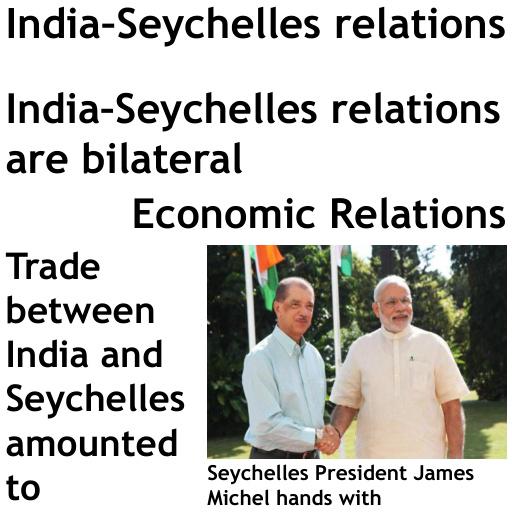 India–Seychelles relations
India–Seychelles relations
are bilateral
Economic Relations
Trade
between
India and
Seychelles
amounted
to
Seychelles President James
Michel hands with